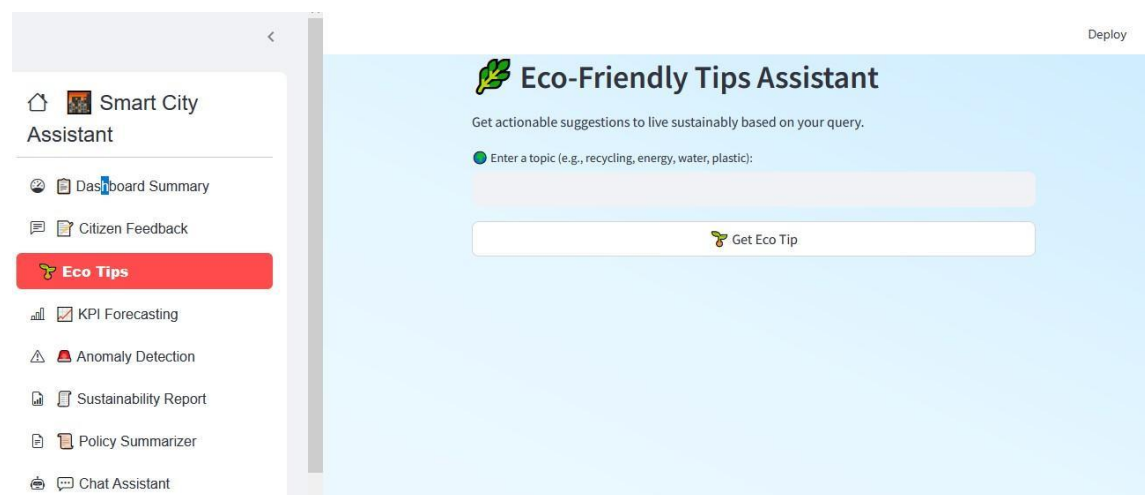 Smart City
Assistant
Dashboard Summary
Citizen Feedback
Eco Tips
KPI Forecasting
Anomaly Detection
Sustainability Report
Policy Summarizer
Chat Assistant
Deploy
Eco-Friendly Tips Assistant
Get actionable suggestions to live sustainably based on your query.
Enter a topic (e.g., recycling, energy, water, plastic):
Get Eco Tip